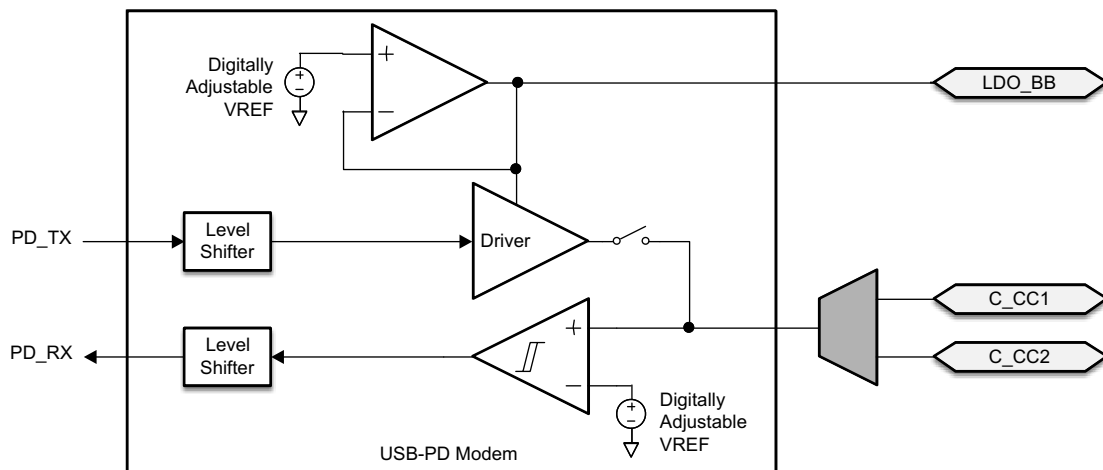 Digitally
Adjustable
VREF
LDO_BB
PD_TX
Level
Shifter
Driver
C_CC1
PD_RX
Level
Shifter
C_CC2
Digitally
Adjustable
VREF
USB-PD Modem